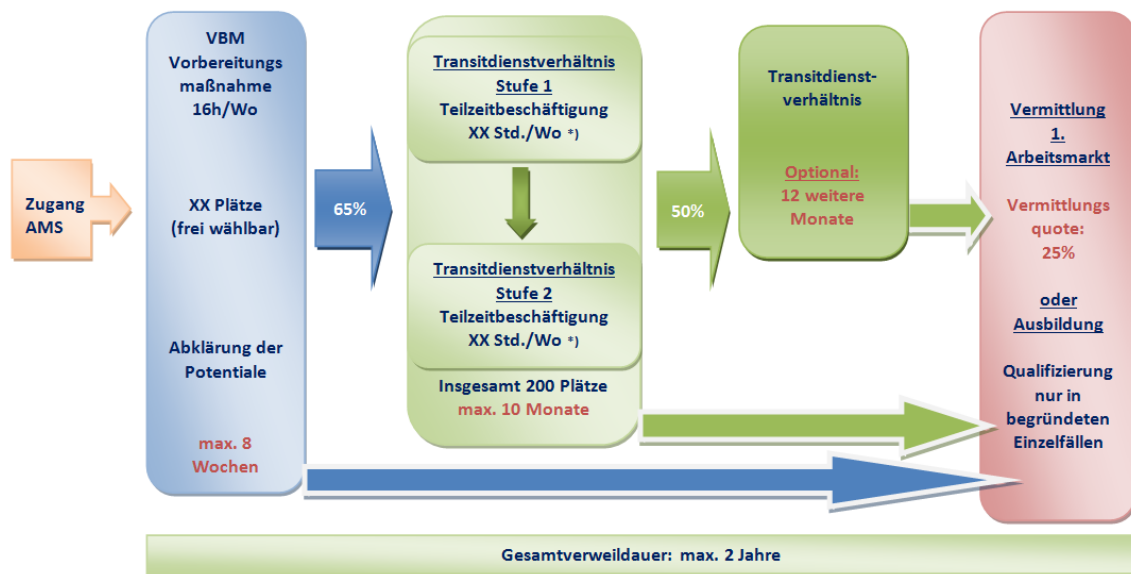 Zugang
AMS
VBM
Vorbereitungs
maßnahme
16h/Wo
XX Plätze
(frei wählbar)
Abklärung der
Potentiale
max. 8
Wochen
65%
Transitdienstverhältnis
Stufe 1
Teilzeitbeschäftigung
XX Std./Wo *)
Transitdienstverhältnis
Stufe 2
Teilzeitbeschäftigung
XX Std./Wo *)
Insgesamt 200 Plätze
max. 10 Monate
50%
Transitdienst-
verhältnis
Optional:
12 weitere
Monate
Vermittlung
1.
Arbeitsmarkt
Vermittlungs
quote:
25%
oder
Ausbildung
Qualifizierung
nur in
begründeten
Einzelfällen
Gesamtverweildauer: max. 2 Jahre